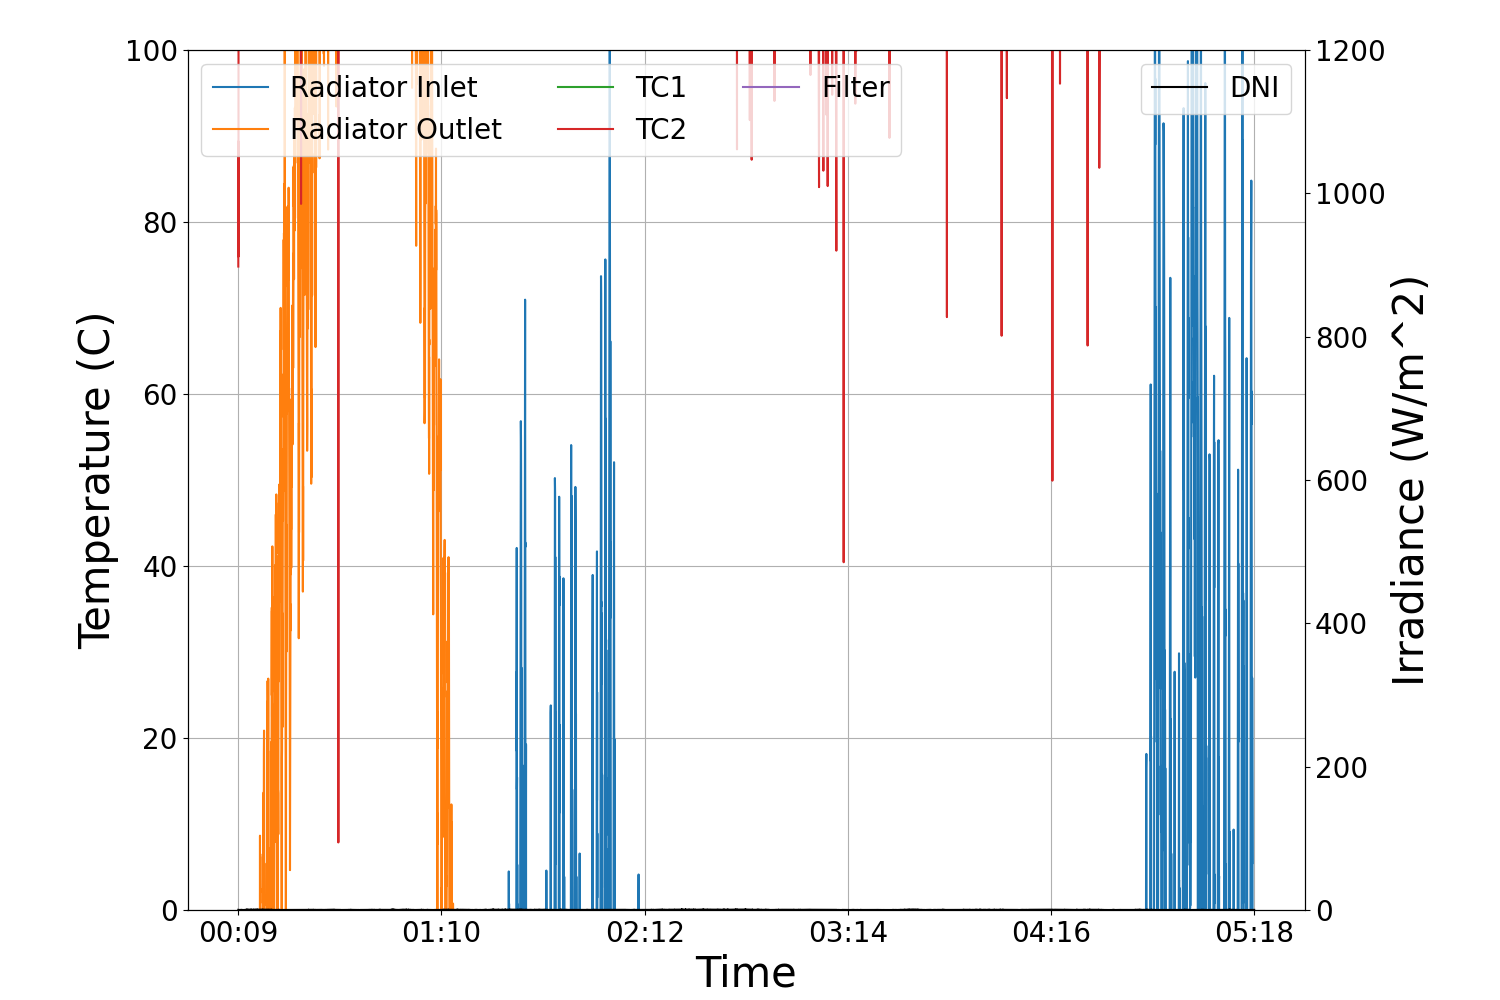 100
80
60
40
20
0
Temperature (C)
Radiator Inlet
Radiator Outlet
TC1
TC2
Filter
DNI
1200
1000
800
600
400
200
0
Irradiance (W/m^2)
00:09 01:10 02:12 03:14 04:16 05:18
Time